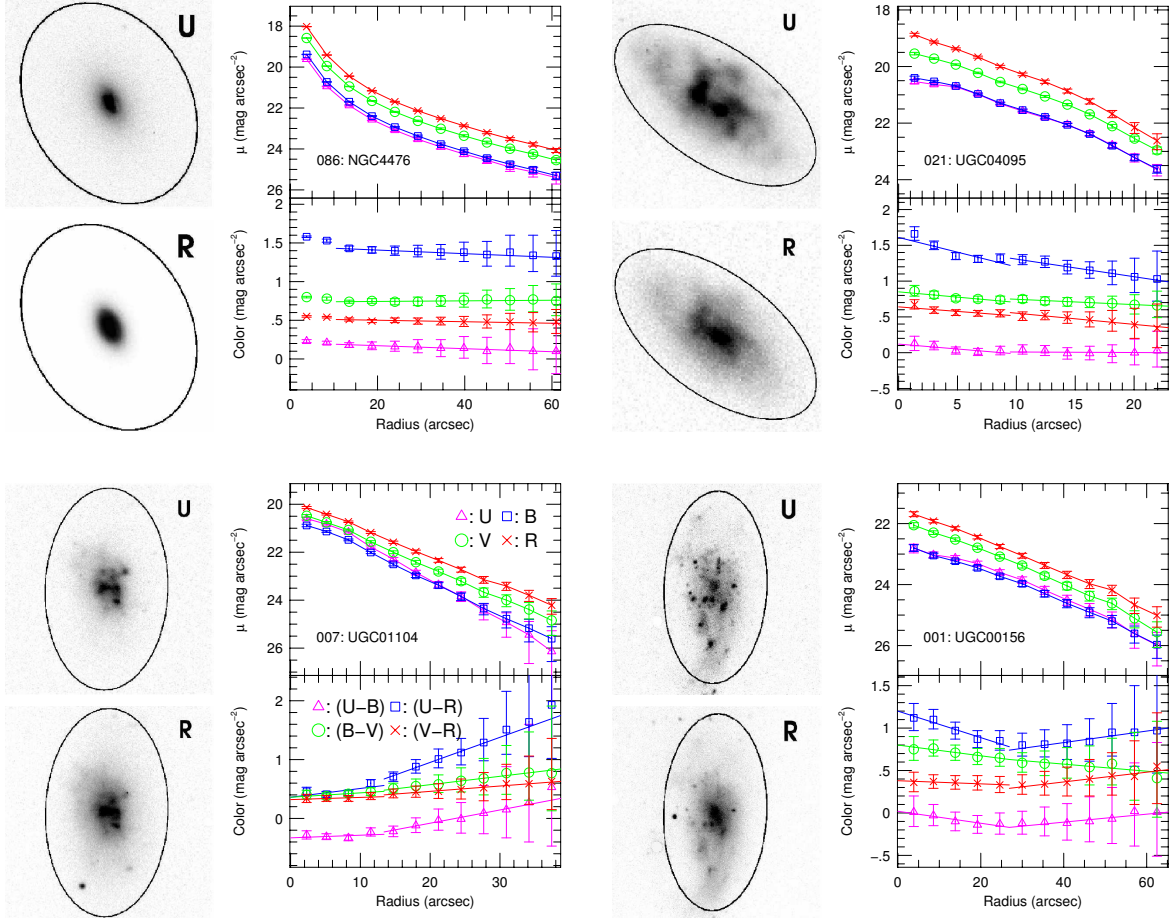 U
18
20
22
24
26
μ (mag arcsec−2)
086: NGC4476
R
2
1.5
1
.5
0
Color (mag arcsec−2)
0 20 40 60
Radius (arcsec)
U
18
20
22
24
μ (mag arcsec−2)
021: UGC04095
R
2
1.5
1
.5
0
−.5
Color (mag arcsec−2)
0 5 10 15 20
Radius (arcsec)
U
20
22
24
26
μ (mag arcsec−2)
△: U □: B
○: V ×: R
007: UGC01104
R
2
1
0
Color (mag arcsec−2)
△: (U−B) □: (U−R)
○: (B−V) ×: (V−R)
0 10 20 30
Radius (arcsec)
U
22
24
26
μ (mag arcsec−2)
001: UGC00156
R
1.5
1
.5
0
−.5
Color (mag arcsec−2)
0 20 40 60
Radius (arcsec)